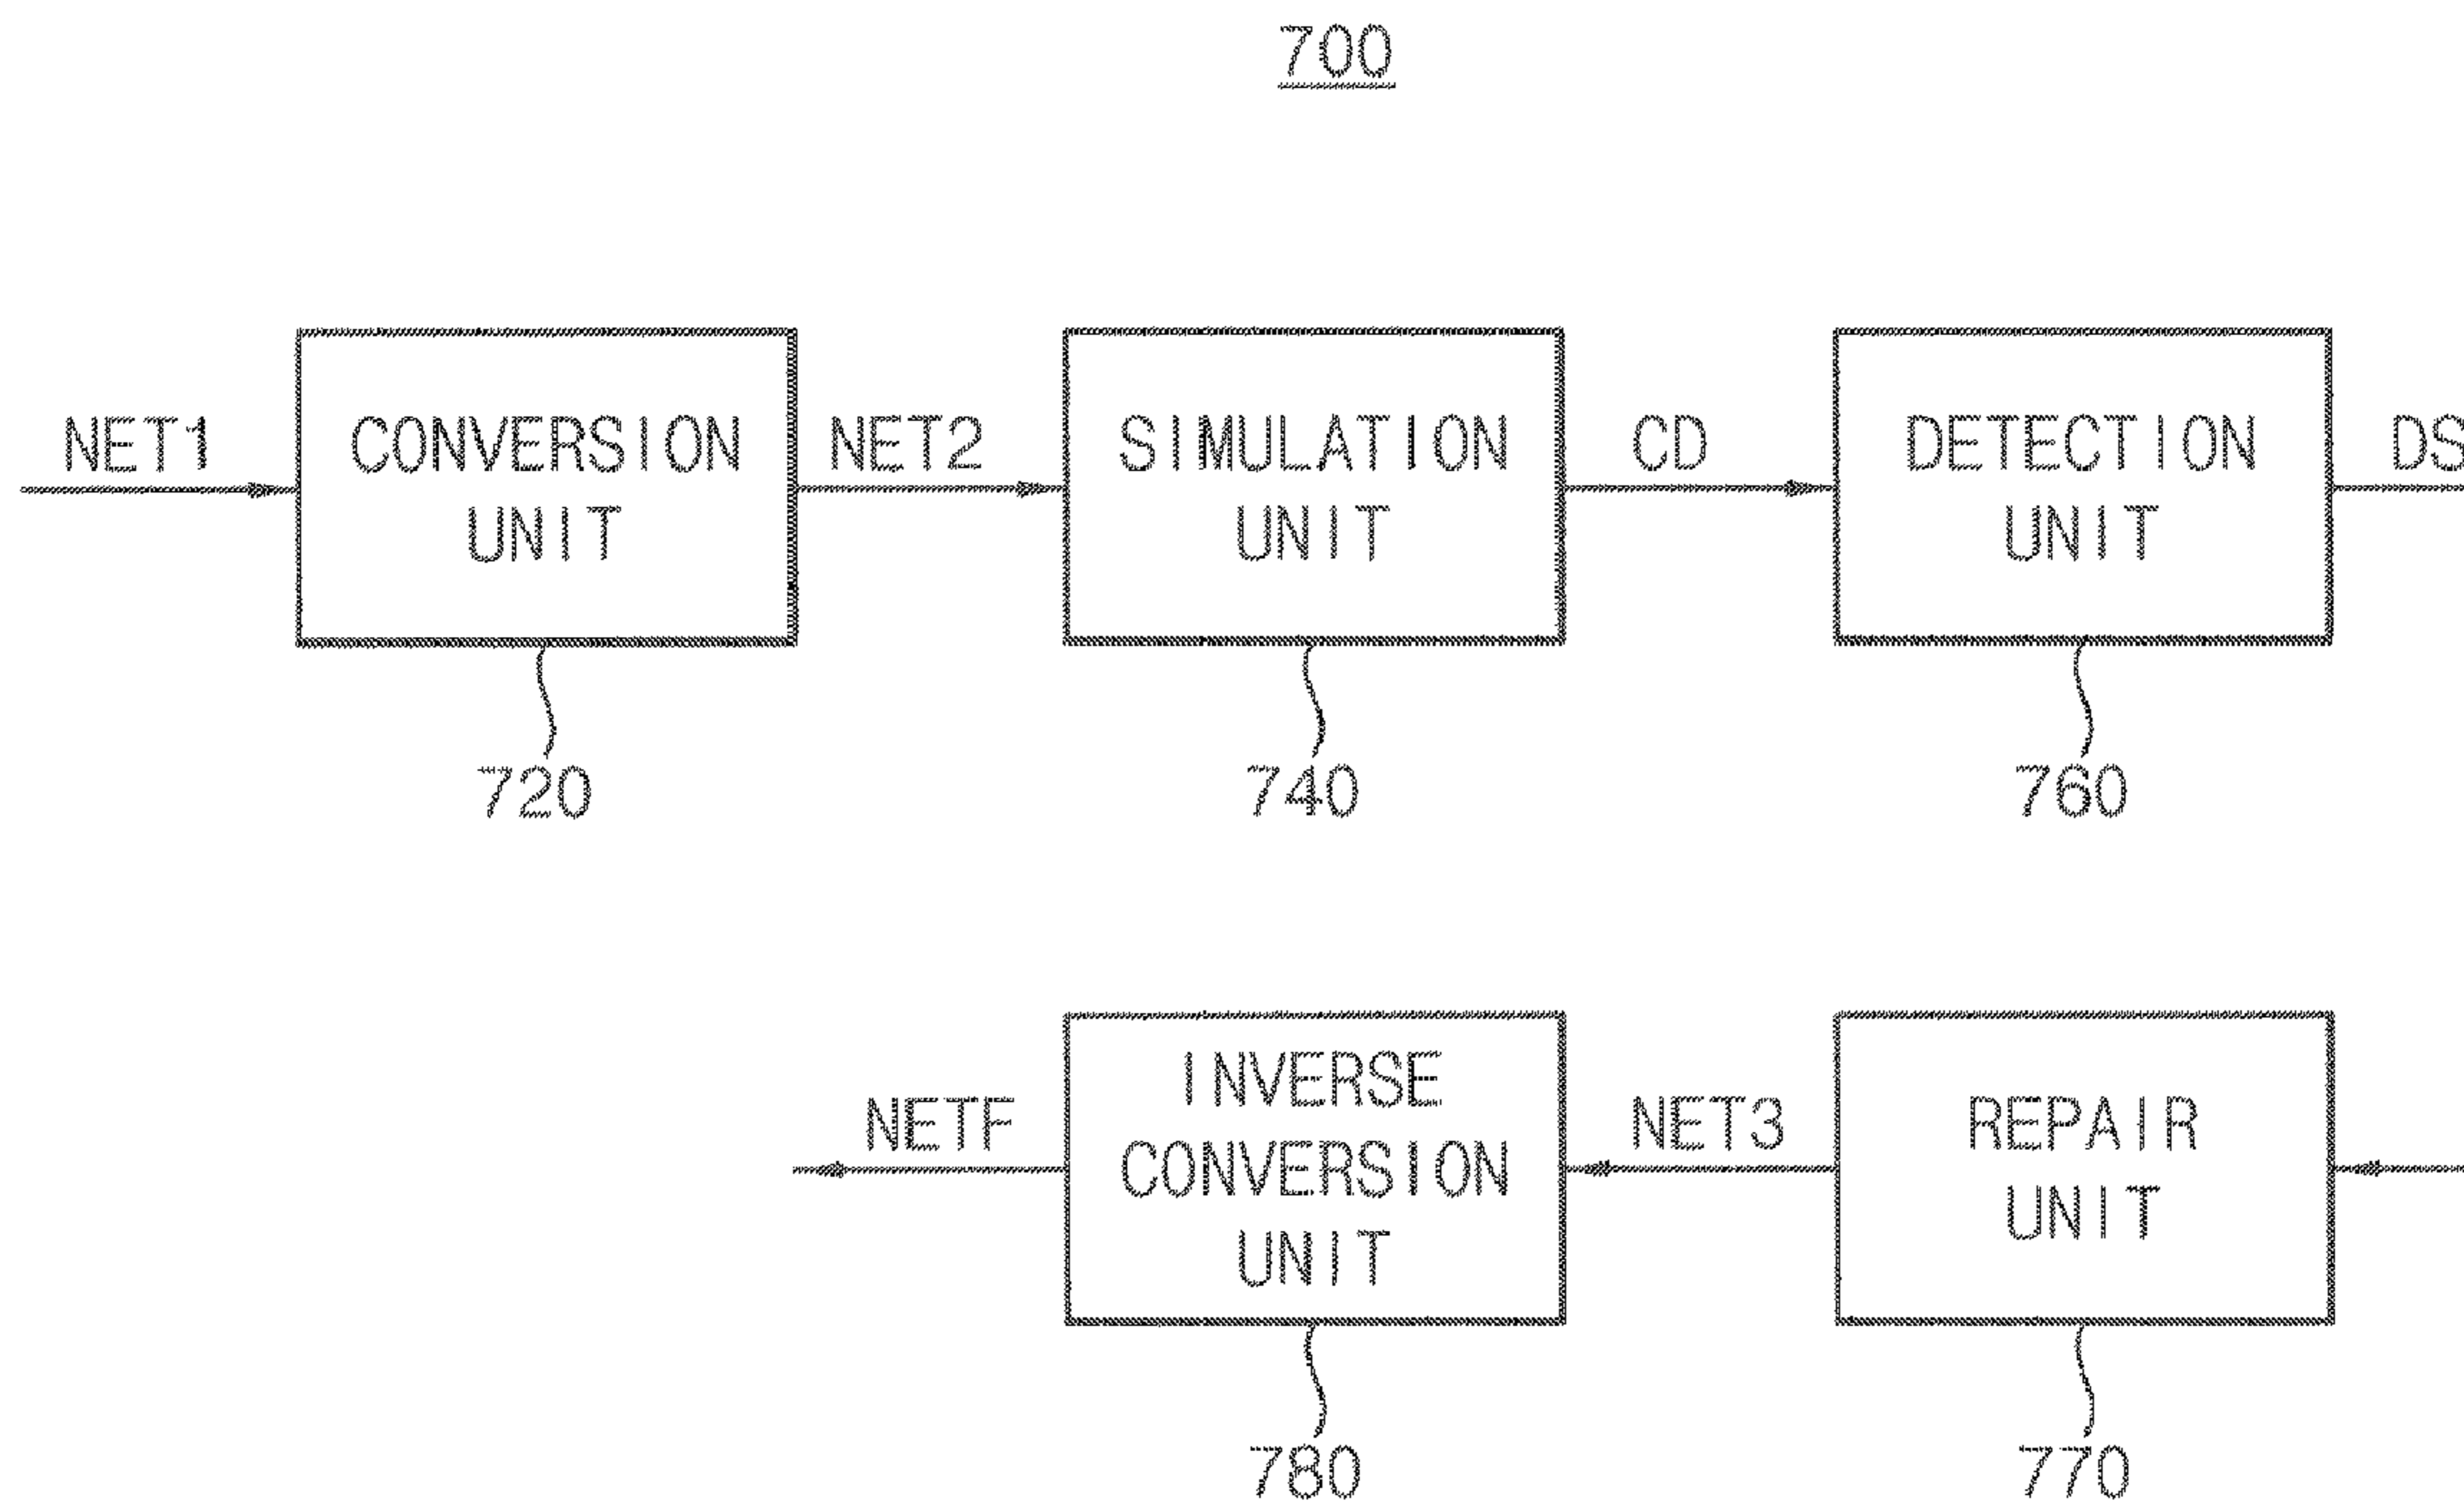 700
NET1
CONVERSION
UNIT
NET2
SIMULATION
UNIT
CD
DETECTION
UNIT
DS
720
740
760
NETF
INVERSE
CONVERSION
UNIT
NET3
REPAIR
UNIT
780
770